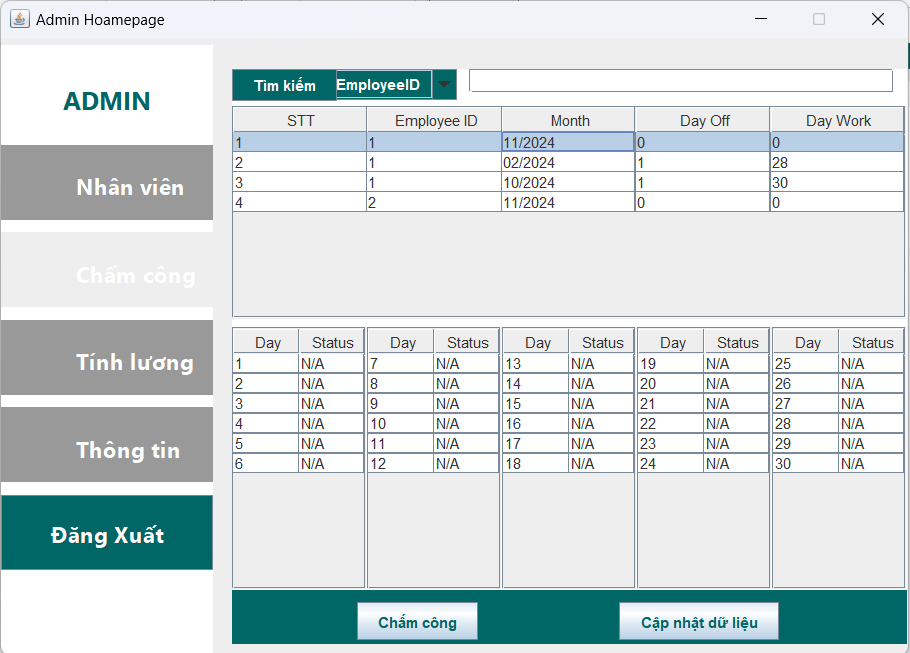 Admin Hoamepage
ADMIN
Nhân viên
Chấm công
Tính lương
Thông tin
Đăng Xuất
Tìm kiếm EmployeeID
STT Employee ID Month Day Off Day Work
1 1 11/2024 0 0
2 1 02/2024 1 28
3 1 10/2024 1 30
4 2 11/2024 0 0
Day Status Day Status Day Status Day Status Day Status
1 N/A 7 N/A 13 N/A 19 N/A 25 N/A
2 N/A 8 N/A 14 N/A 20 N/A 26 N/A
3 N/A 9 N/A 15 N/A 21 N/A 27 N/A
4 N/A 10 N/A 16 N/A 22 N/A 28 N/A
5 N/A 11 N/A 17 N/A 23 N/A 29 N/A
6 N/A 12 N/A 18 N/A 24 N/A 30 N/A
Chấm công Cập nhật dữ liệu